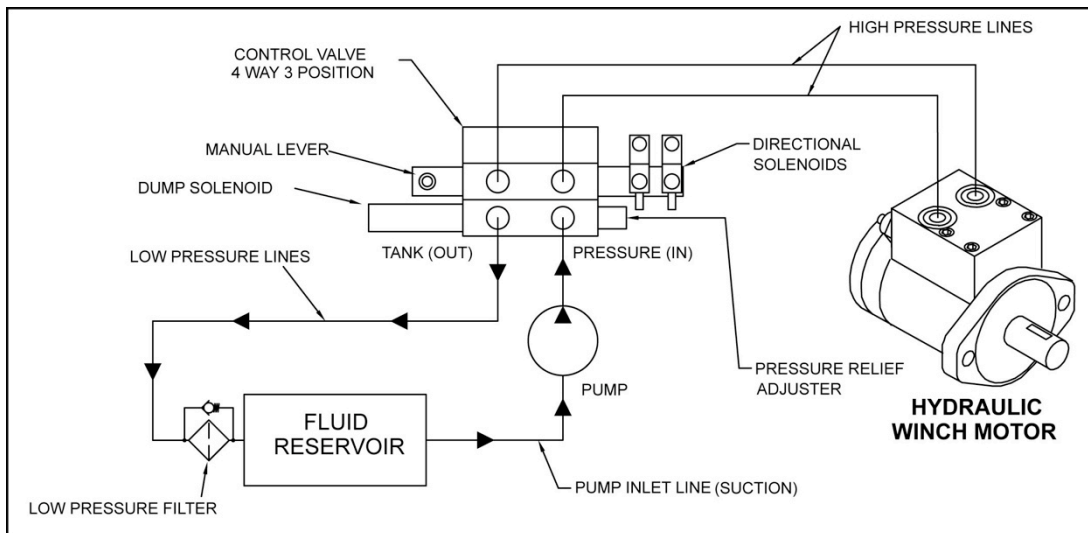 HIGH PRESSURE LINES
CONTROL VALVE
4 WAY 3 POSITION
MANUAL LEVER
DIRECTIONAL
SOLENOIDS
DUMP SOLENOID
TANK (OUT)
PRESSURE (IN)
LOW PRESSURE LINES
PUMP
PRESSURE RELIEF
ADJUSTER
HYDRAULIC
WINCH MOTOR
FLUID
RESERVOIR
PUMP INLET LINE (SUCTION)
LOW PRESSURE FILTER